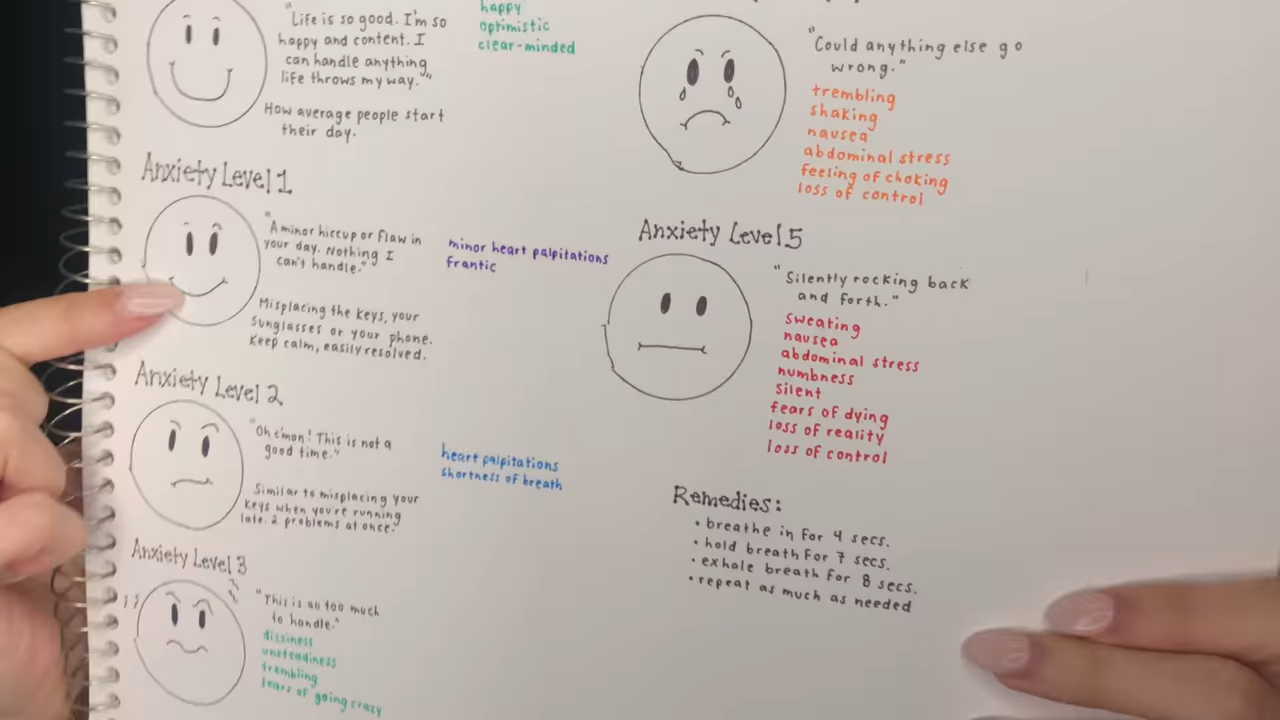 "Life is so good. I'm so
happy and content. I
can handle anything
life throws my way."
How average people start
their day.
happy
optimistic
clear-minded
Anxiety Level 1
"A minor hiccup or flaw in
your day. Nothing I
can't handle."
Misplacing the keys, your
sunglasses or your phone.
Keep calm, easily resolved.
minor heart palpitations
frantic
Anxiety Level 2
"Oh c'mon! This is not a
good time."
Similar to misplacing your
keys when you're running
late. 2 problems at once.
heart palpitations
shortness of breath
Anxiety Level 3
"This is all too much
to handle."
dizziness
unsteadiness
trembling
fears of going crazy
"Could anything else go
wrong."
trembling
shaking
nausea
abdominal stress
feeling of choking
loss of control
Anxiety Level 5
"Silently rocking back
and forth."
sweating
nausea
abdominal stress
numbness
silent
fears of dying
loss of reality
loss of control
Remedies:
• breathe in for 4 secs.
• hold breath for 7 secs.
• exhale breath for 8 secs.
• repeat as much as needed